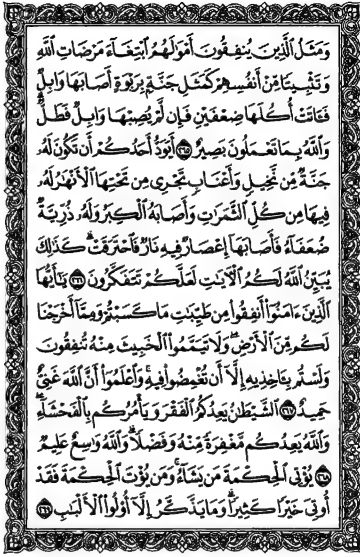 وَمَثَلُ ٱلَّذِينَ يُنفِقُونَ أَمْوَٰلَهُمُ ٱبْتِغَآءَ مَرْضَاتِ ٱللَّهِ
وَتَثْبِيتًا مِّنْ أَنفُسِهِمْ كَمَثَلِ جَنَّةٍۭ بِرَبْوَةٍ أَصَابَهَا وَابِلٌ
فَـَٔاتَتْ أُكُلَهَا ضِعْفَيْنِ فَإِن لَّمْ يُصِبْهَا وَابِلٌ فَطَلٌّ
وَٱللَّهُ بِمَا تَعْمَلُونَ بَصِيرٌ ٢٦٥ أَيَوَدُّ أَحَدُكُمْ أَن تَكُونَ لَهُۥ
جَنَّةٌ مِّن نَّخِيلٍ وَأَعْنَابٍ تَجْرِى مِن تَحْتِهَا ٱلْأَنْهَٰرُ لَهُۥ
فِيهَا مِن كُلِّ ٱلثَّمَرَٰتِ وَأَصَابَهُ ٱلْكِبَرُ وَلَهُۥ ذُرِّيَّةٌ
ضُعَفَآءُ فَأَصَابَهَآ إِعْصَارٌ فِيهِ نَارٌ فَٱحْتَرَقَتْ ۗ كَذَٰلِكَ
يُبَيِّنُ ٱللَّهُ لَكُمُ ٱلْـَٔايَٰتِ لَعَلَّكُمْ تَتَفَكَّرُونَ ٢٦٦ يَٰٓأَيُّهَا
ٱلَّذِينَ ءَامَنُوٓا۟ أَنفِقُوا۟ مِن طَيِّبَٰتِ مَا كَسَبْتُمْ وَمِمَّآ أَخْرَجْنَا
لَكُم مِّنَ ٱلْأَرْضِ ۖ وَلَا تَيَمَّمُوا۟ ٱلْخَبِيثَ مِنْهُ تُنفِقُونَ
وَلَسْتُم بِـَٔاخِذِيهِ إِلَّآ أَن تُغْمِضُوا۟ فِيهِ ۚ وَٱعْلَمُوٓا۟ أَنَّ ٱللَّهَ غَنِىٌّ
حَمِيدٌ ٢٦٧ ٱلشَّيْطَٰنُ يَعِدُكُمُ ٱلْفَقْرَ وَيَأْمُرُكُم بِٱلْفَحْشَآءِ ۖ
وَٱللَّهُ يَعِدُكُم مَّغْفِرَةً مِّنْهُ وَفَضْلًا ۗ وَٱللَّهُ وَٰسِعٌ عَلِيمٌ
٢٦٨ يُؤْتِى ٱلْحِكْمَةَ مَن يَشَآءُ ۚ وَمَن يُؤْتَ ٱلْحِكْمَةَ فَقَدْ
أُوتِىَ خَيْرًا كَثِيرًا ۗ وَمَا يَذَّكَّرُ إِلَّآ أُو۟لُوا۟ ٱلْأَلْبَٰبِ ٢٦٩